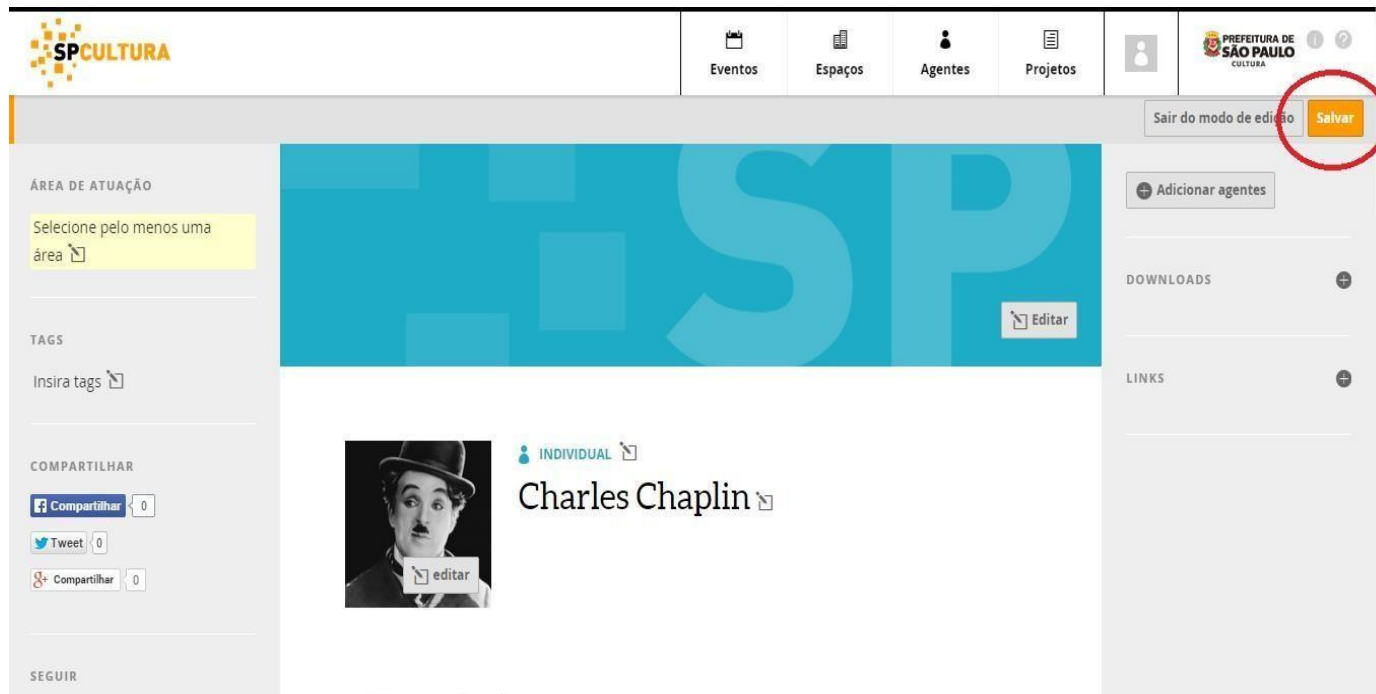 SPCULTURA
Eventos
Espaços
Agentes
Projetos
PREFEITURA DE
SÃO PAULO
CULTURA
Sair do modo de edição
Salvar
ÁREA DE ATUAÇÃO
Selecione pelo menos uma
área
TAGS
Insira tags
COMPARTILHAR
Compartilhar 0
Tweet 0
8+ Compartilhar 0
SEGUIR
SP
Editar
editar
INDIVIDUAL
Charles Chaplin
Adicionar agentes
DOWNLOADS
LINKS